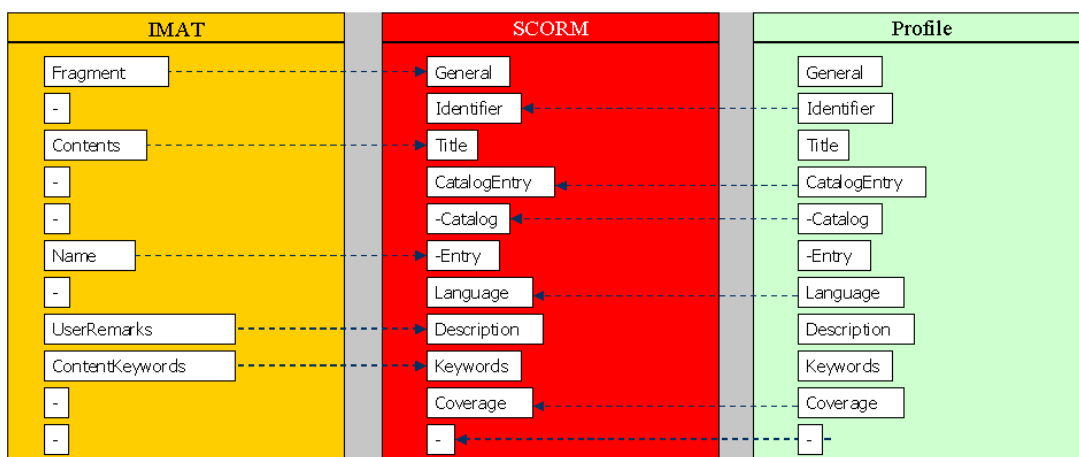 IMAT SCORM Profile
Fragment General General
- Identifier Identifier
Contents Title Title
- CatalogEntry CatalogEntry
- -Catalog -Catalog
Name -Entry -Entry
- Language Language
UserRemarks Description Description
ContentKeywords Keywords Keywords
- Coverage Coverage
- - -